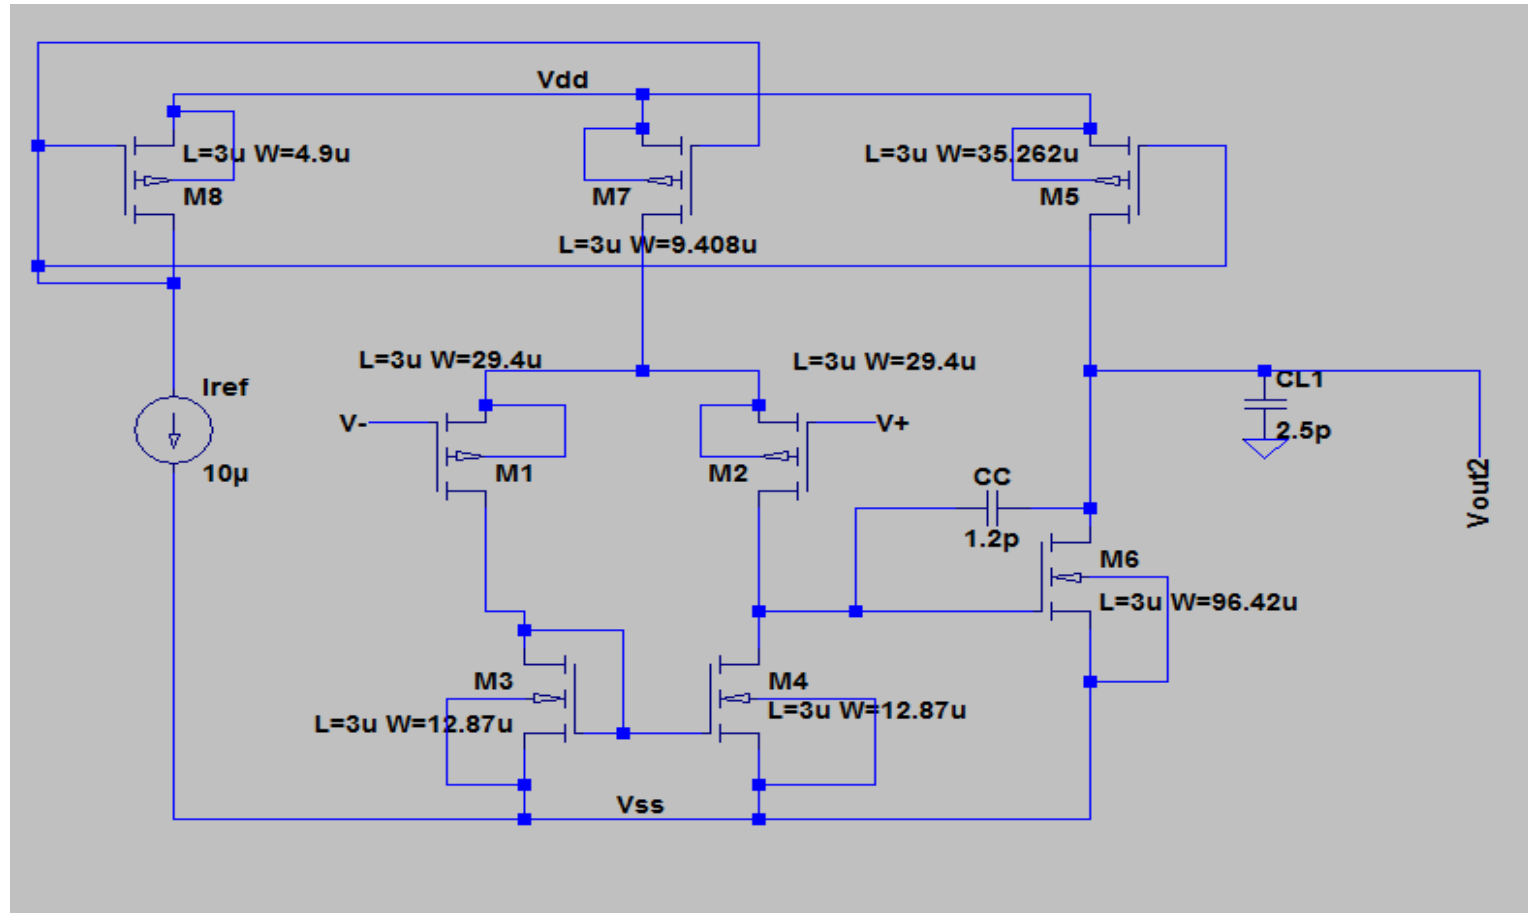 Vdd
L=3u W=4.9u
M8
M7
L=3u W=9.408u
L=3u W=35.262u
M5
Iref
10µ
L=3u W=29.4u
V-
M1
L=3u W=29.4u
V+
M2
CL1
2.5p
Vout2
CC
1.2p
M6
L=3u W=96.42u
M3
L=3u W=12.87u
M4
L=3u W=12.87u
Vss